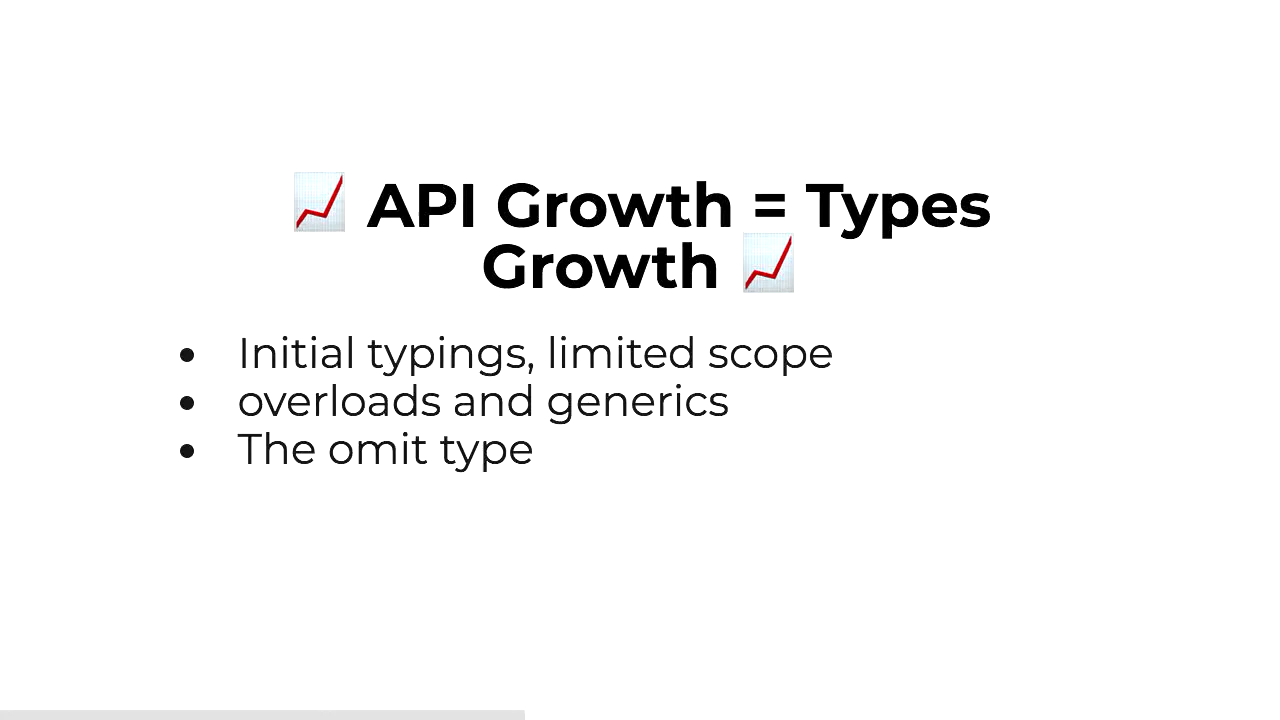 📈 API Growth = Types
Growth 📈
• Initial typings, limited scope
• overloads and generics
• The omit type